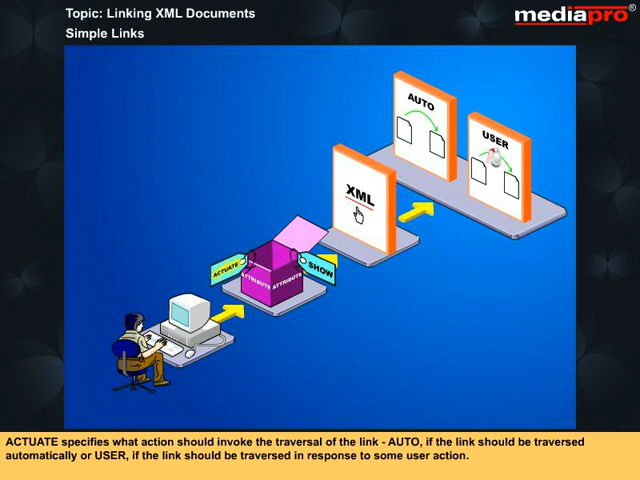 Topic: Linking XML Documents
Simple Links
mediapro®
AUTO
USER
XML
ACTUATE
SHOW
ATTRIBUTE ATTRIBUTE
ACTUATE specifies what action should invoke the traversal of the link - AUTO, if the link should be traversed
automatically or USER, if the link should be traversed in response to some user action.